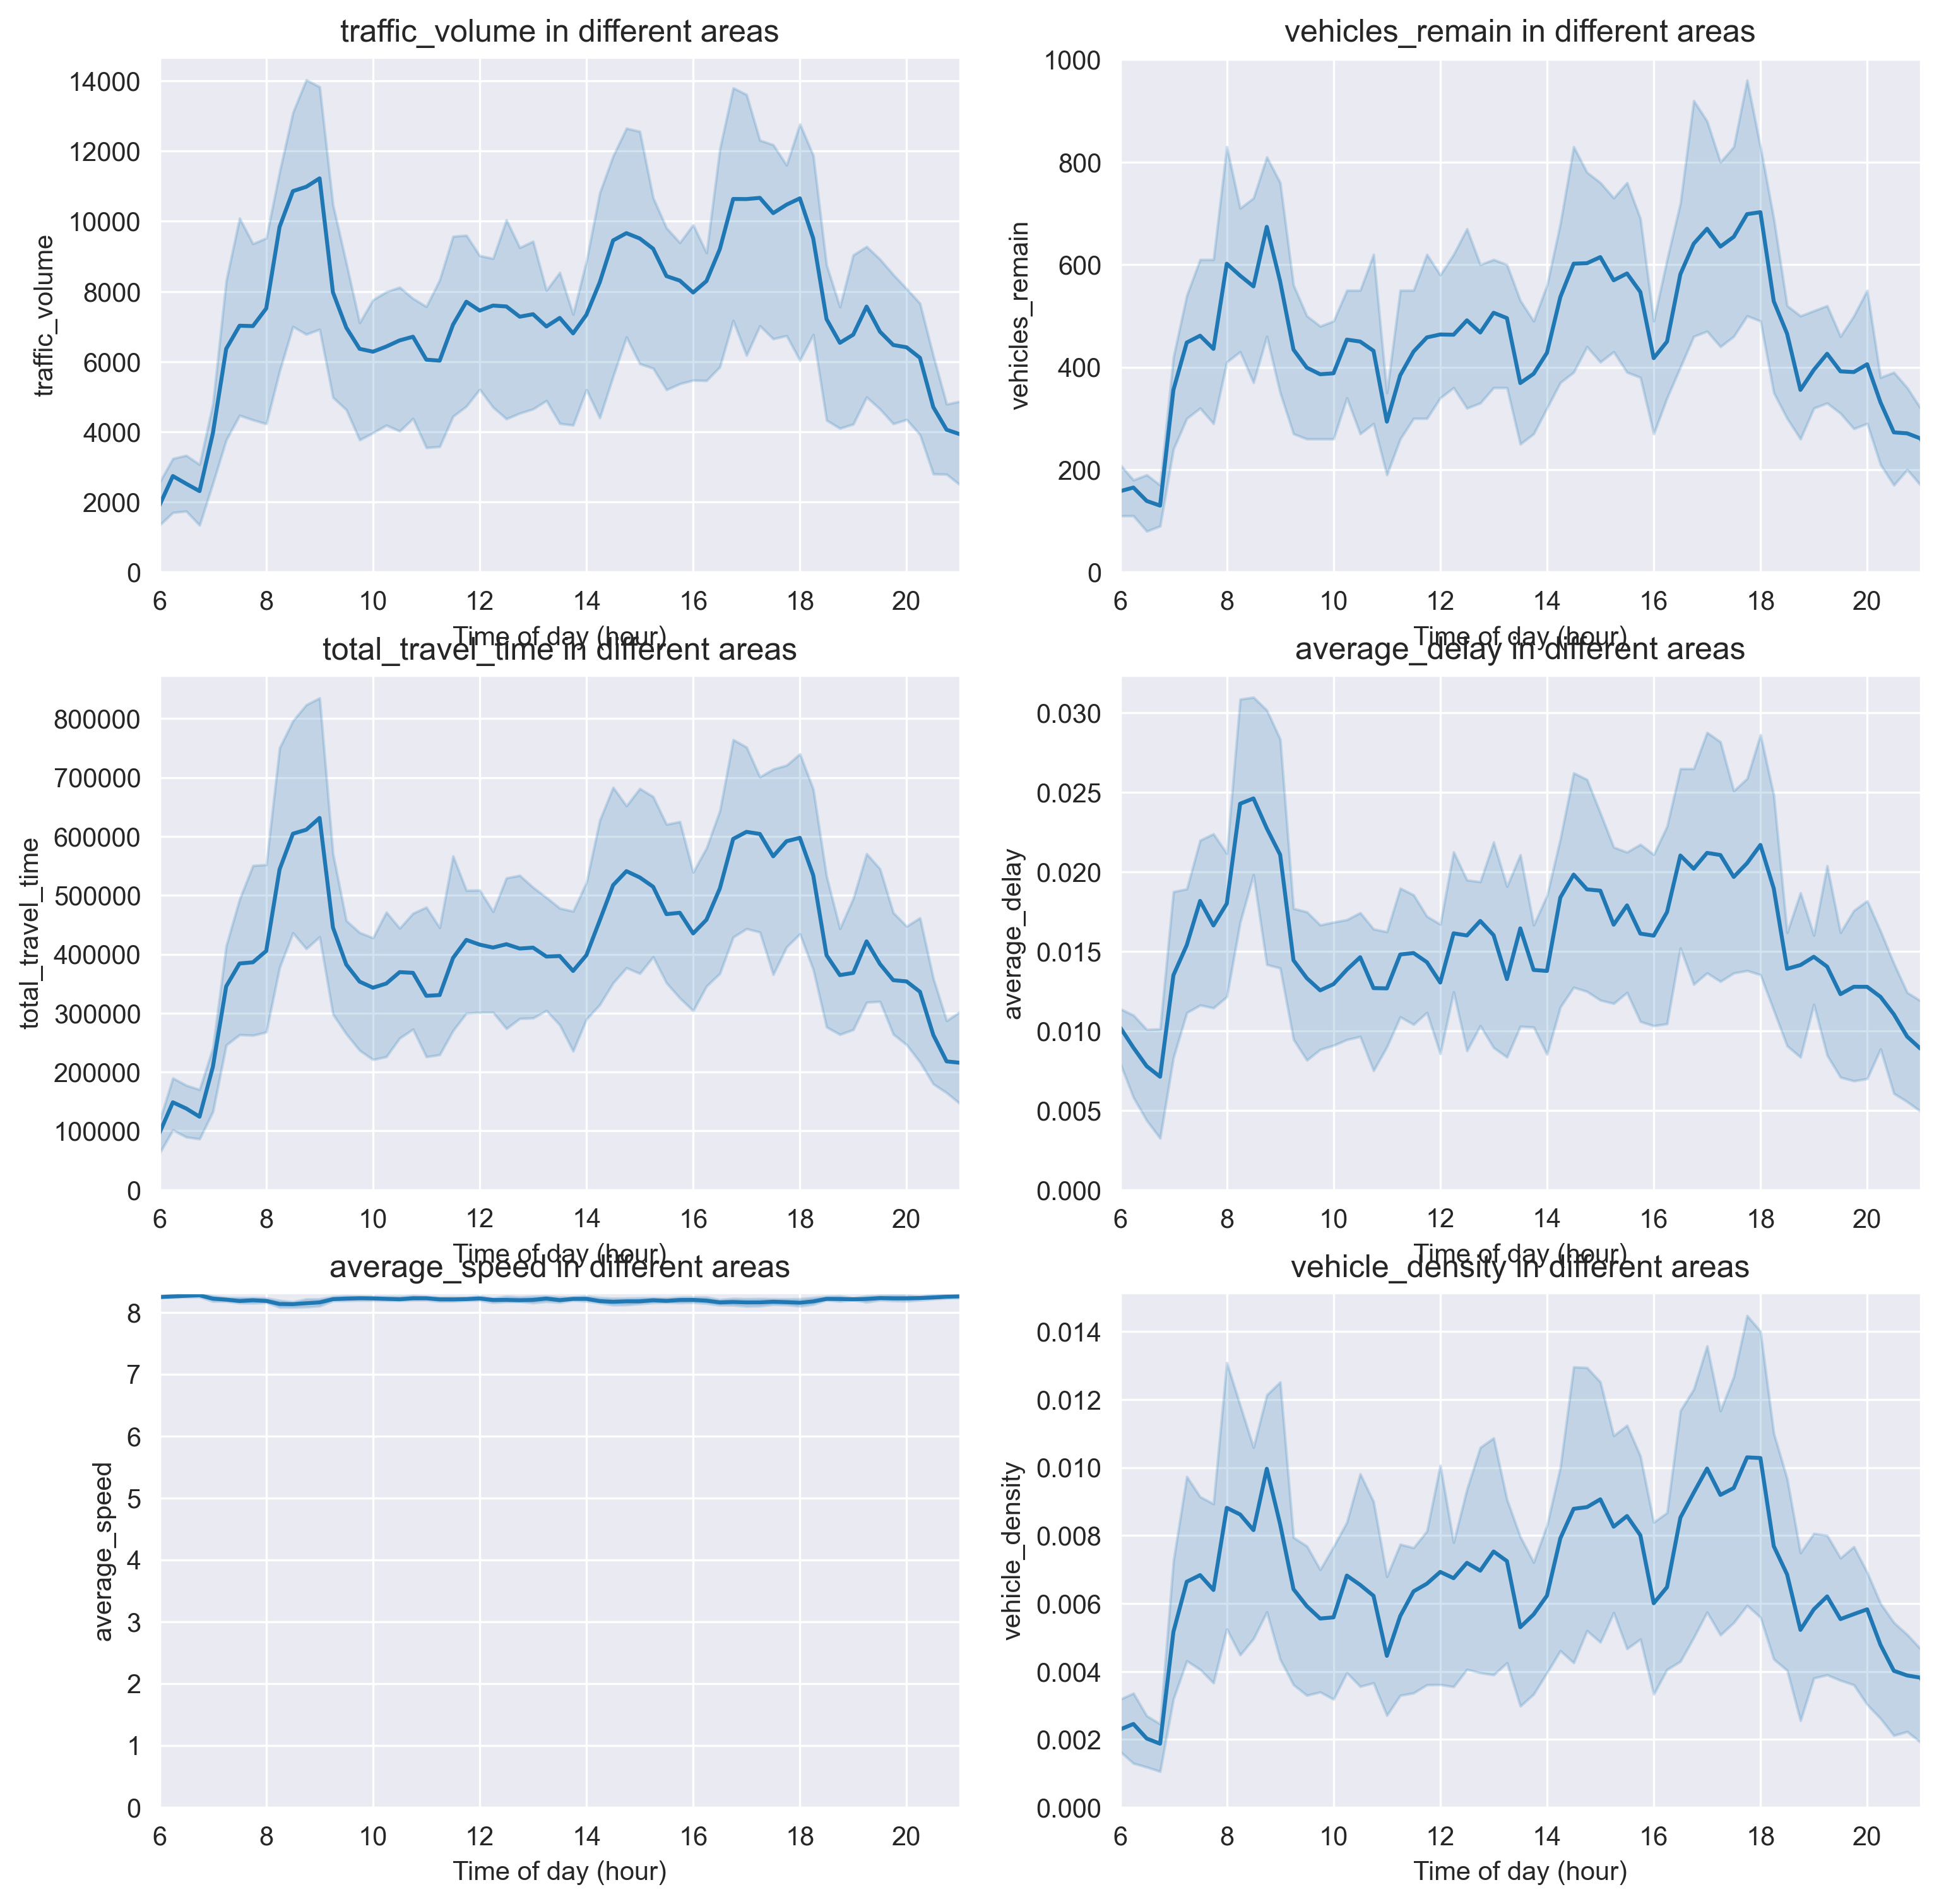 traffic_volume in different areas
traffic_volume
14000
12000
10000
8000
6000
4000
2000
0
6 8 10 12 14 16 18 20
Time of day (hour)
vehicles_remain in different areas
vehicles_remain
1000
800
600
400
200
0
6 8 10 12 14 16 18 20
Time of day (hour)
total_travel_time in different areas
total_travel_time
800000
700000
600000
500000
400000
300000
200000
100000
0
6 8 10 12 14 16 18 20
Time of day (hour)
average_delay in different areas
average_delay
0.030
0.025
0.020
0.015
0.010
0.005
0.000
6 8 10 12 14 16 18 20
Time of day (hour)
average_speed in different areas
average_speed
8
7
6
5
4
3
2
1
0
6 8 10 12 14 16 18 20
Time of day (hour)
vehicle_density in different areas
vehicle_density
0.014
0.012
0.010
0.008
0.006
0.004
0.002
0.000
6 8 10 12 14 16 18 20
Time of day (hour)